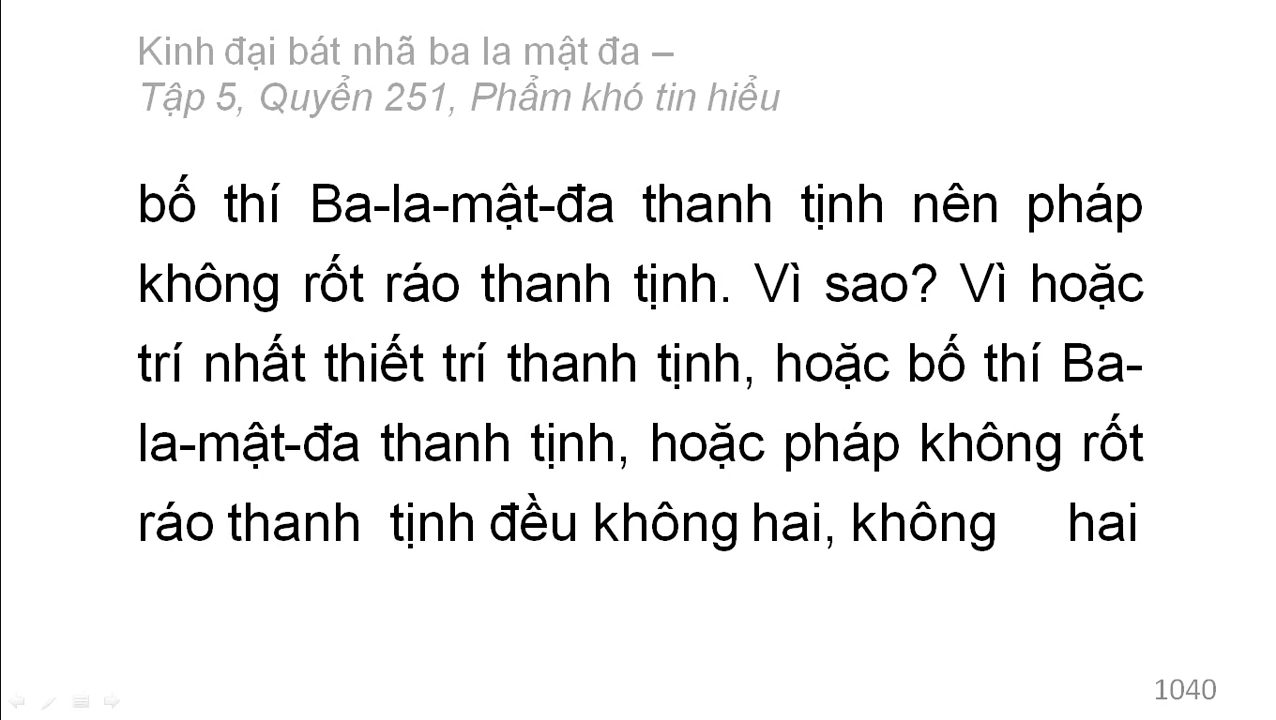 Kinh đại bát nhã ba la mật đa –
Tập 5, Quyển 251, Phẩm khó tin hiểu
bố thí Ba-la-mật-đa thanh tịnh nên pháp
không rốt ráo thanh tịnh. Vì sao? Vì hoặc
trí nhất thiết trí thanh tịnh, hoặc bố thí Ba-
la-mật-đa thanh tịnh, hoặc pháp không rốt
ráo thanh tịnh đều không hai, không hai
1040